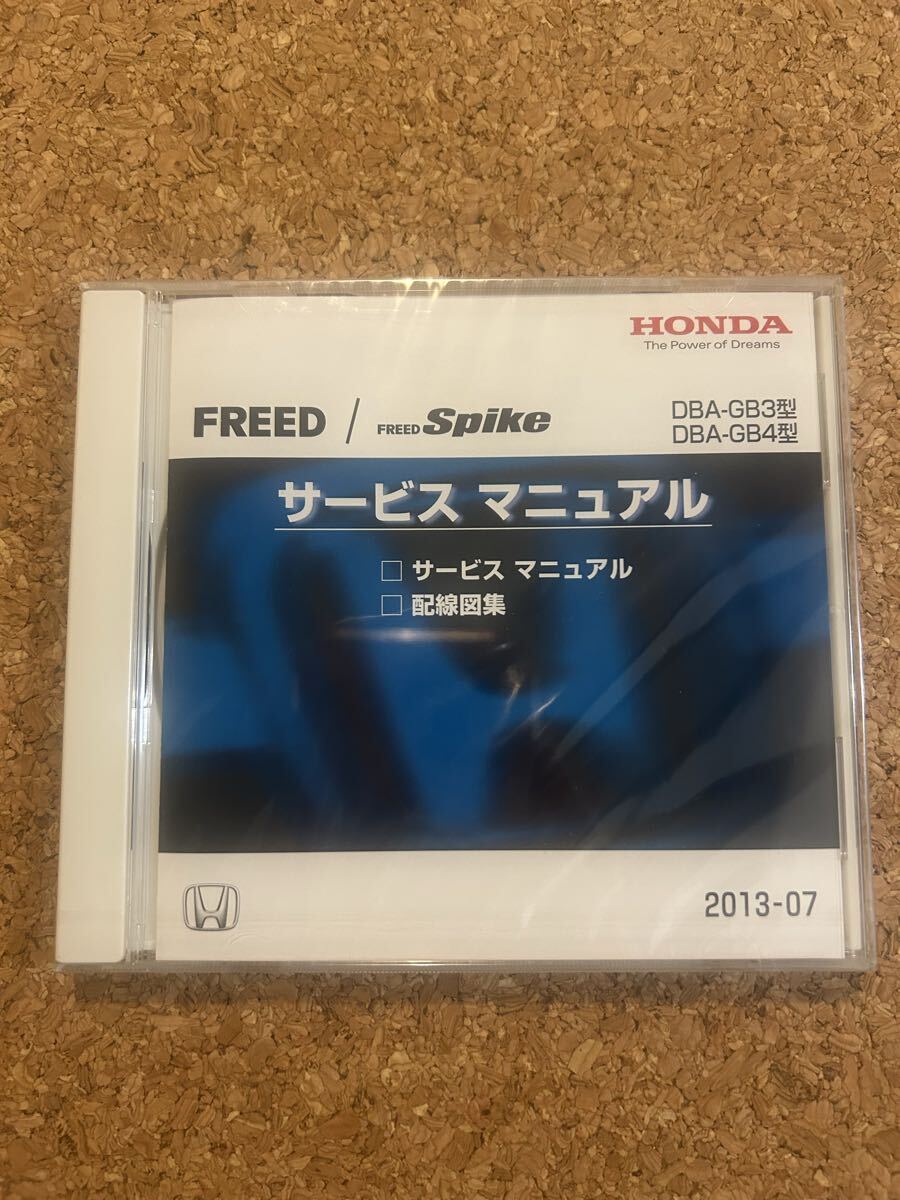 HONDA
The Power of Dreams
FREED / FREED Spike
DBA-GB3型
DBA-GB4型
サービス マニュアル
□ サービス マニュアル
□ 配線図集
2013-07